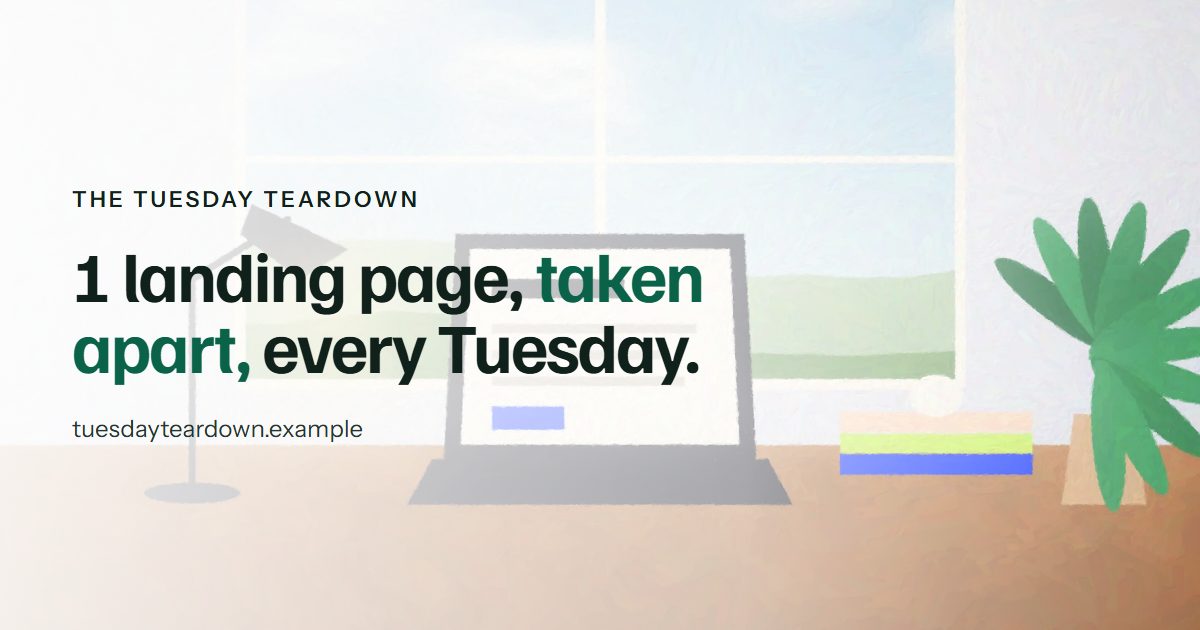 THE TUESDAY TEARDOWN
1 landing page, taken
apart, every Tuesday.
tuesdayteardown.example